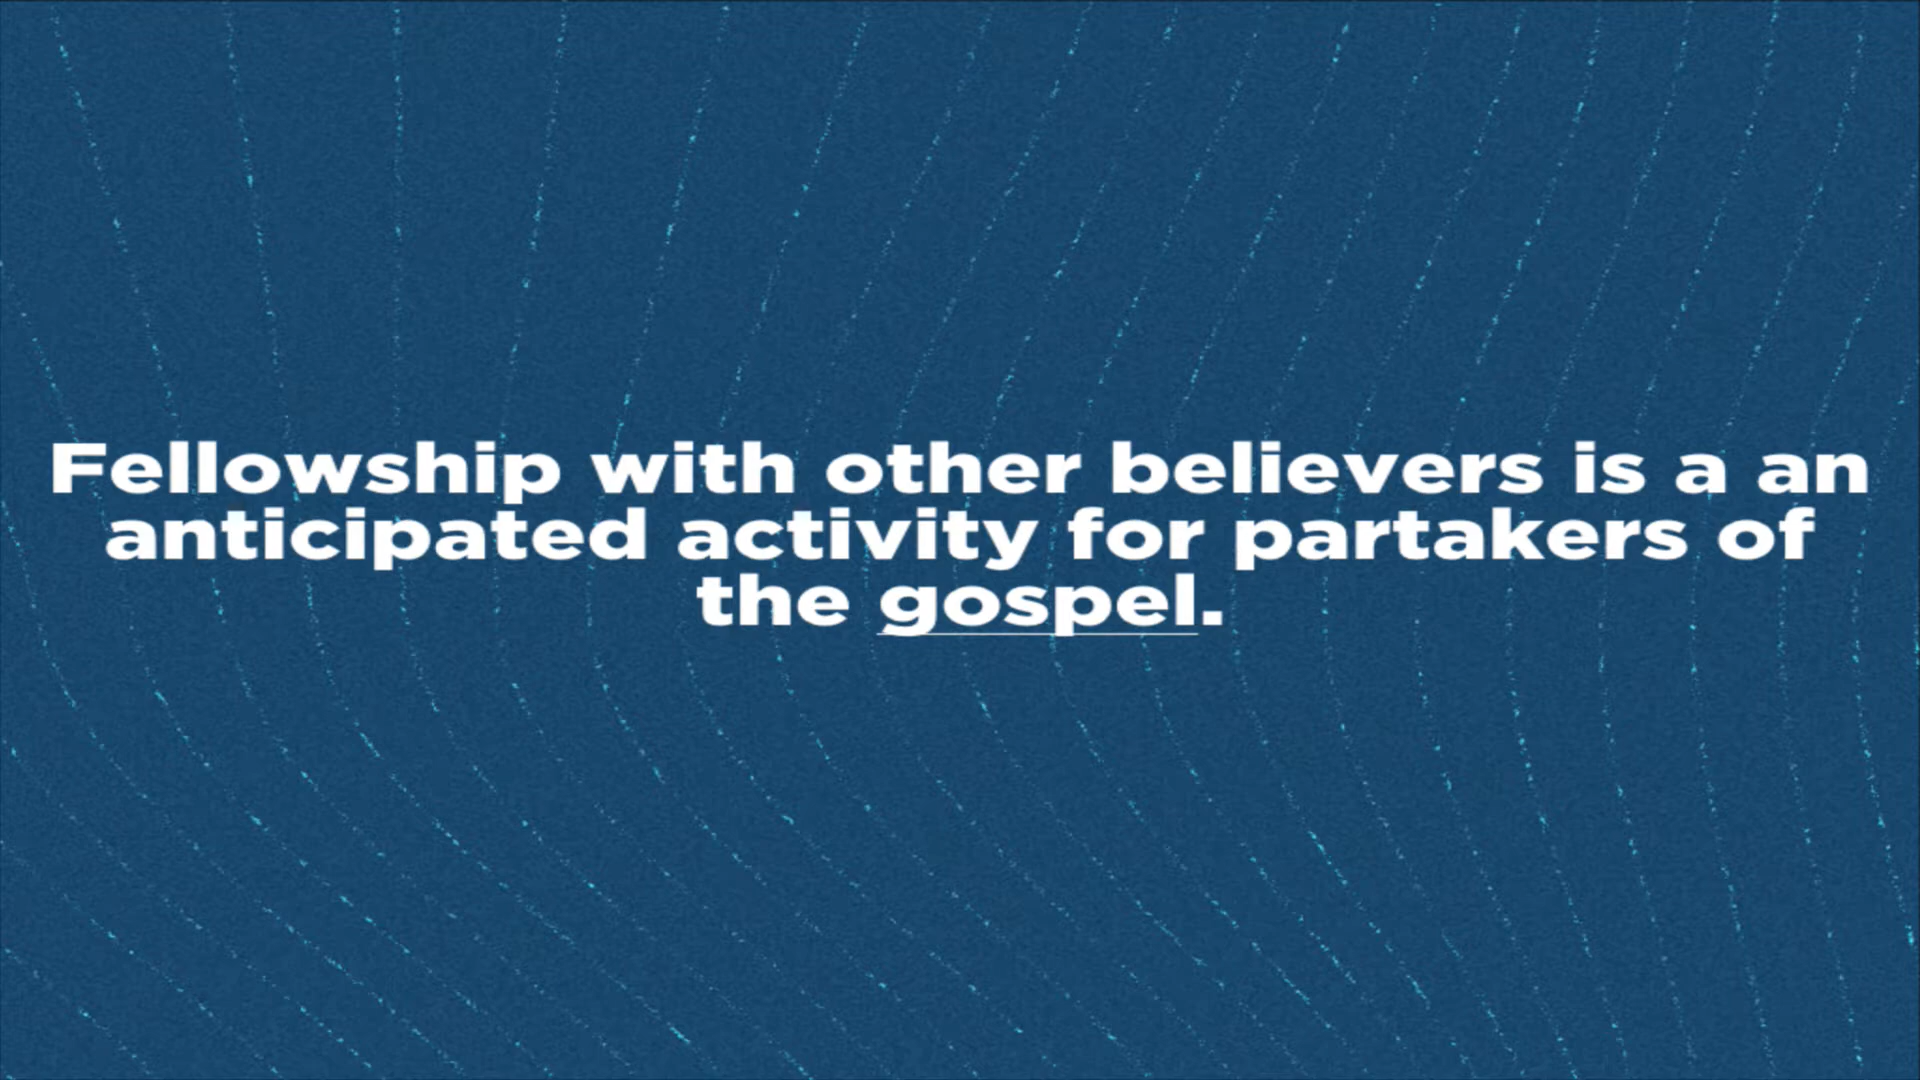 Fellowship with other believers is a an
anticipated activity for partakers of
the gospel.